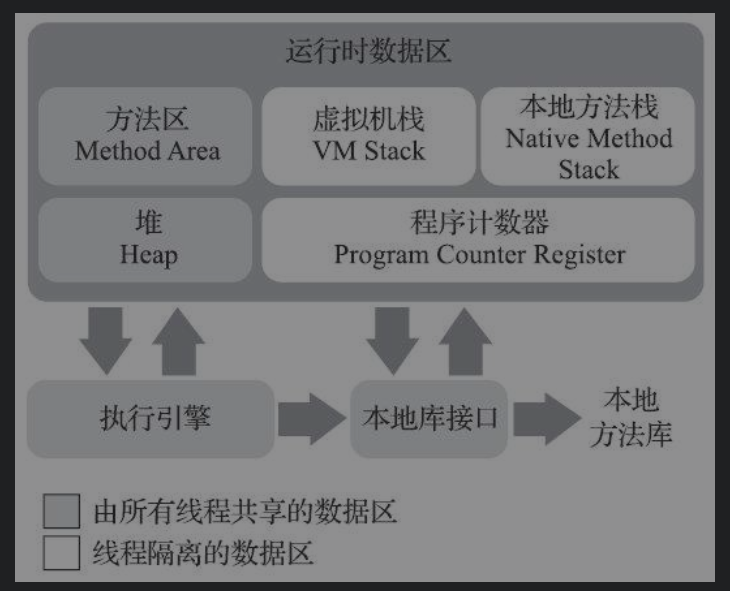 运行时数据区
方法区
Method Area
虚拟机栈
VM Stack
本地方法栈
Native Method
Stack
堆
Heap
程序计数器
Program Counter Register
执行引擎
本地库接口
本地
方法库
由所有线程共享的数据区
线程隔离的数据区